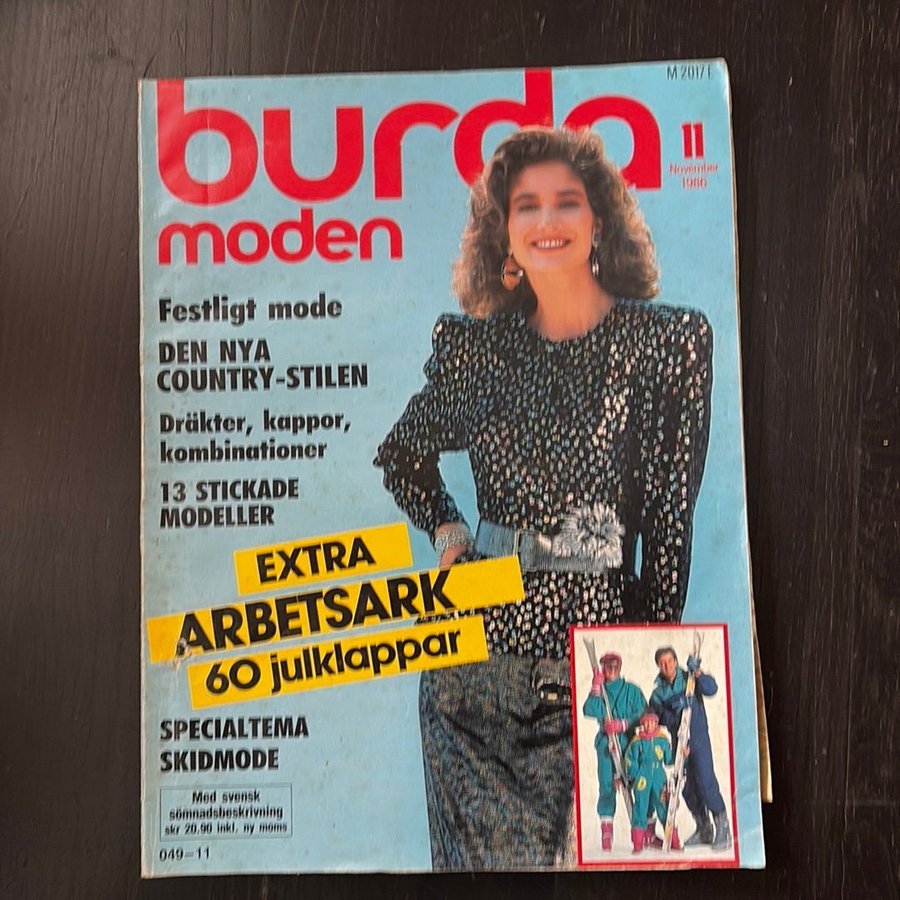 M 2017 E
burda
11
November
1986
moden
Festligt mode
DEN NYA
COUNTRY-STILEN
Dräkter, kappor,
kombinationer
13 STICKADE
MODELLER
EXTRA
ARBETSARK
60 julklappar
SPECIALTEMA
SKIDMODE
Med svensk
sömnadsbeskrivning
skr 20.90 inkl. ny moms
049-11